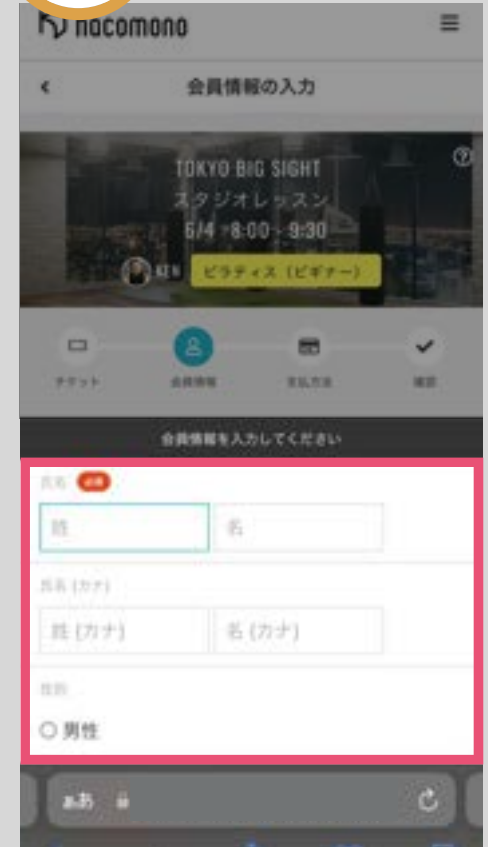 hacomono
会員情報の入力
TOKYO BIG SIGHT
スタジオレッスン
6/4 8:00 - 9:30
KEN ピラティス（ビギナー）
チケット 会員情報 支払方法 確認
会員情報を入力してください
氏名 必須
姓 名
氏名 (カナ)
姓 (カナ) 名 (カナ)
性別
男性
ぁあ